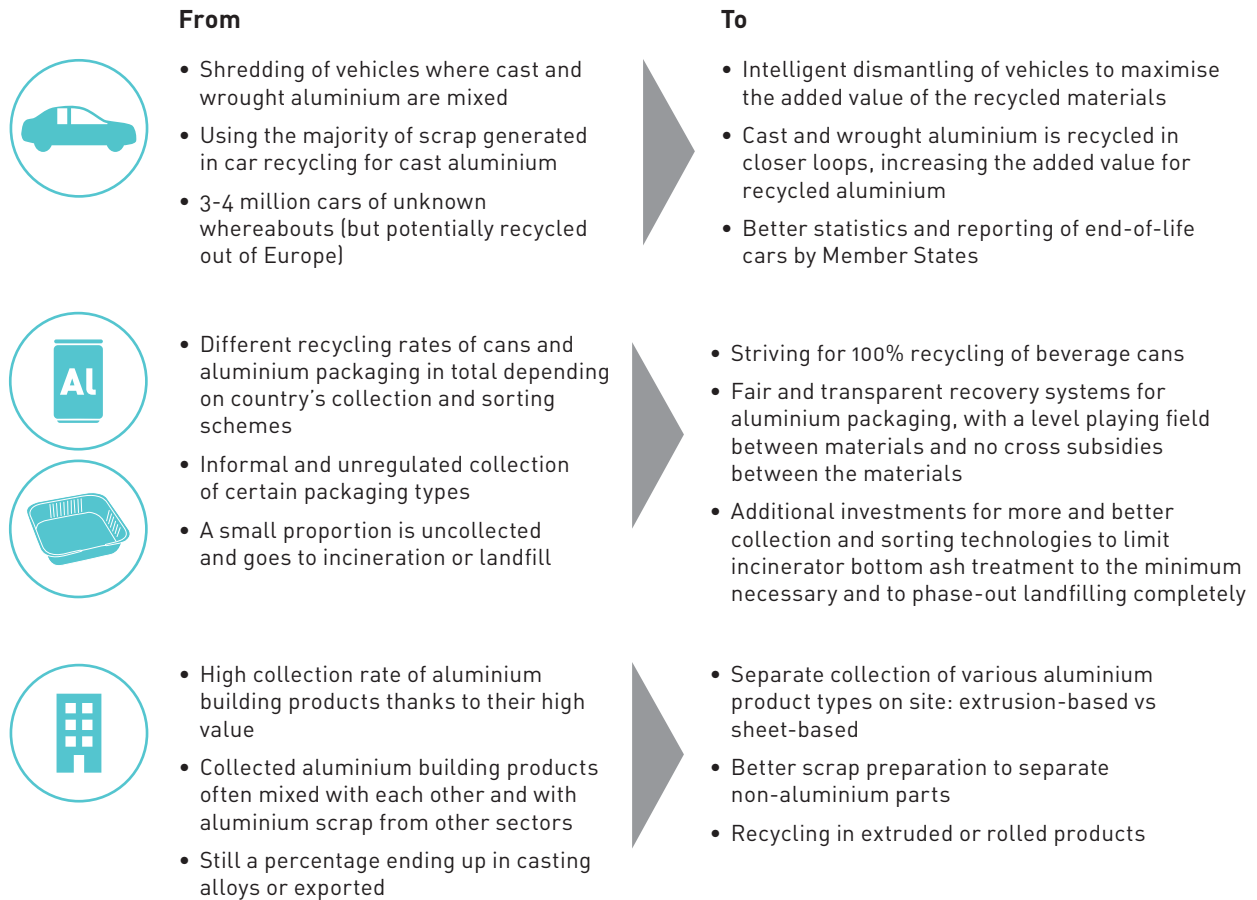 From
To
• Shredding of vehicles where cast and
wrought aluminium are mixed
• Using the majority of scrap generated
in car recycling for cast aluminium
• 3-4 million cars of unknown
whereabouts (but potentially recycled
out of Europe)
• Intelligent dismantling of vehicles to maximise
the added value of the recycled materials
• Cast and wrought aluminium is recycled in
closer loops, increasing the added value for
recycled aluminium
• Better statistics and reporting of end-of-life
cars by Member States
Al
• Different recycling rates of cans and
aluminium packaging in total depending
on country’s collection and sorting
schemes
• Informal and unregulated collection
of certain packaging types
• A small proportion is uncollected
and goes to incineration or landfill
• Striving for 100% recycling of beverage cans
• Fair and transparent recovery systems for
aluminium packaging, with a level playing field
between materials and no cross subsidies
between the materials
• Additional investments for more and better
collection and sorting technologies to limit
incinerator bottom ash treatment to the minimum
necessary and to phase-out landfilling completely
• High collection rate of aluminium
building products thanks to their high
value
• Collected aluminium building products
often mixed with each other and with
aluminium scrap from other sectors
• Still a percentage ending up in casting
alloys or exported
• Separate collection of various aluminium
product types on site: extrusion-based vs
sheet-based
• Better scrap preparation to separate
non-aluminium parts
• Recycling in extruded or rolled products